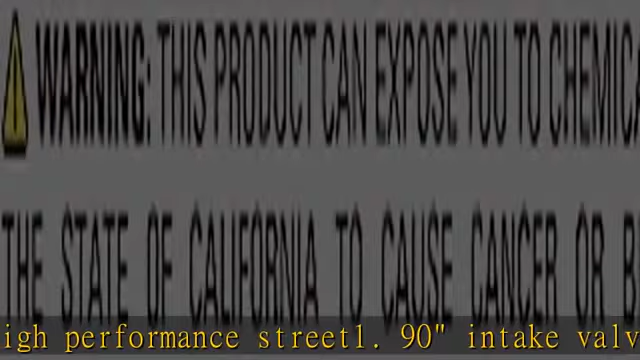 WARNING: THIS PRODUCT CAN EXPOSE YOU TO CHEMICA
THE STATE OF CALIFORNIA TO CAUSE CANCER OR B
igh performance street1. 90" intake valv